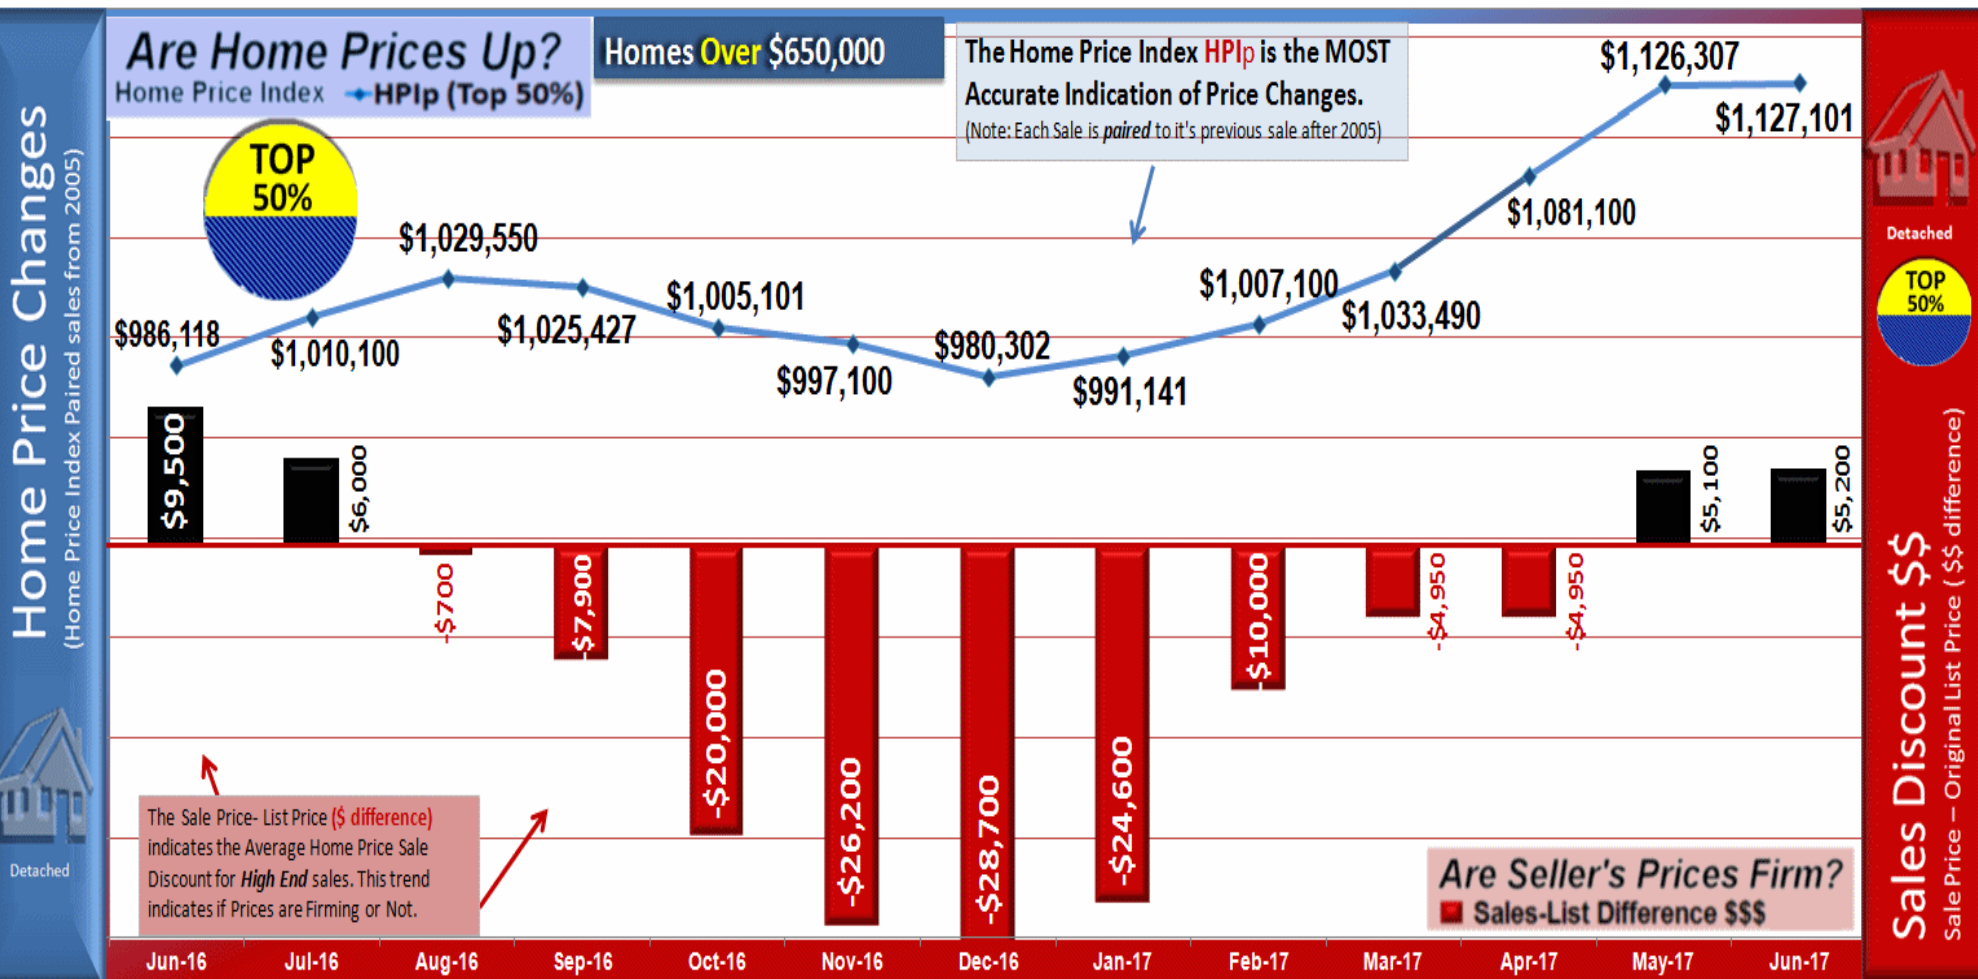 Home Price Changes
(Home Price Index Paired sales from 2005)
Detached
Are Home Prices Up?
Home Price Index HPIp (Top 50%)
Homes Over $650,000
The Home Price Index HPIp is the MOST
Accurate Indication of Price Changes.
(Note: Each Sale is paired to it's previous sale after 2005)
TOP
50%
$986,118
$1,010,100
$1,029,550
$1,025,427
$1,005,101
$997,100
$980,302
$991,141
$1,007,100
$1,033,490
$1,081,100
$1,126,307
$1,127,101
$9,500
$6,000
-$700
-$7,900
-$20,000
-$26,200
-$28,700
-$24,600
-$10,000
-$4,950
-$4,950
$5,100
$5,200
The Sale Price- List Price ($ difference)
indicates the Average Home Price Sale
Discount for High End sales. This trend
indicates if Prices are Firming or Not.
Are Seller's Prices Firm?
Sales-List Difference $$$
Jun-16
Jul-16
Aug-16
Sep-16
Oct-16
Nov-16
Dec-16
Jan-17
Feb-17
Mar-17
Apr-17
May-17
Jun-17
Detached
TOP
50%
Sales Discount $$
Sale Price – Original List Price ( $$ difference)